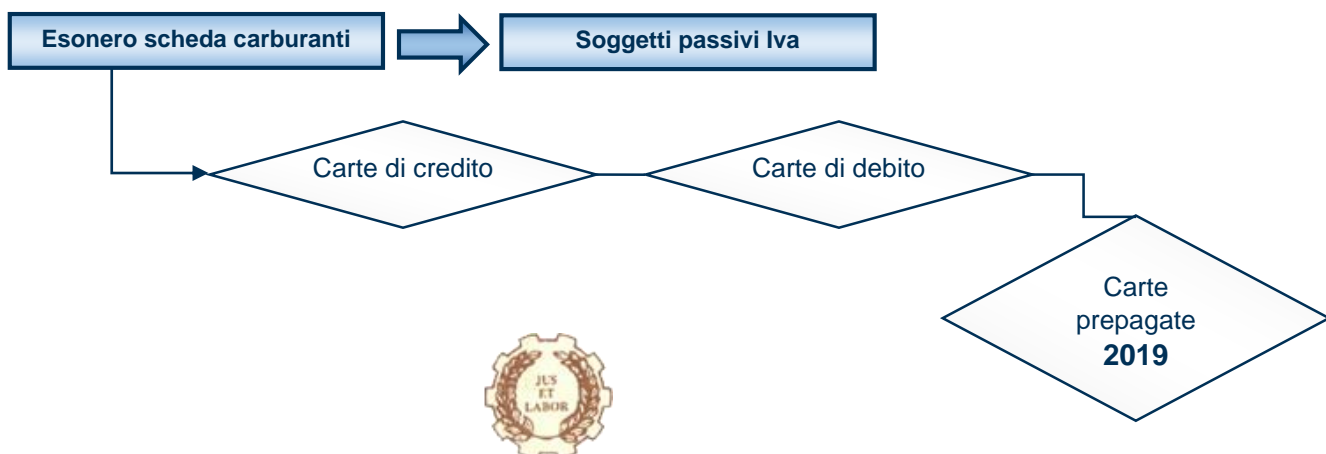 Esonero scheda carburanti
Soggetti passivi Iva
Carte di credito
Carte di debito
Carte
prepagate
2019
JUS
ET
LABOR